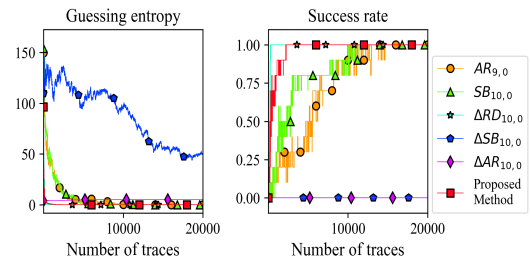 Guessing entropy
150
100
50
0
10000
20000
Number of traces
Success rate
1.00
0.75
0.50
0.25
0.00
10000
20000
Number of traces
AR9,0
SB10,0
ΔRD10,0
ΔSB10,0
ΔAR10,0
Proposed
Method